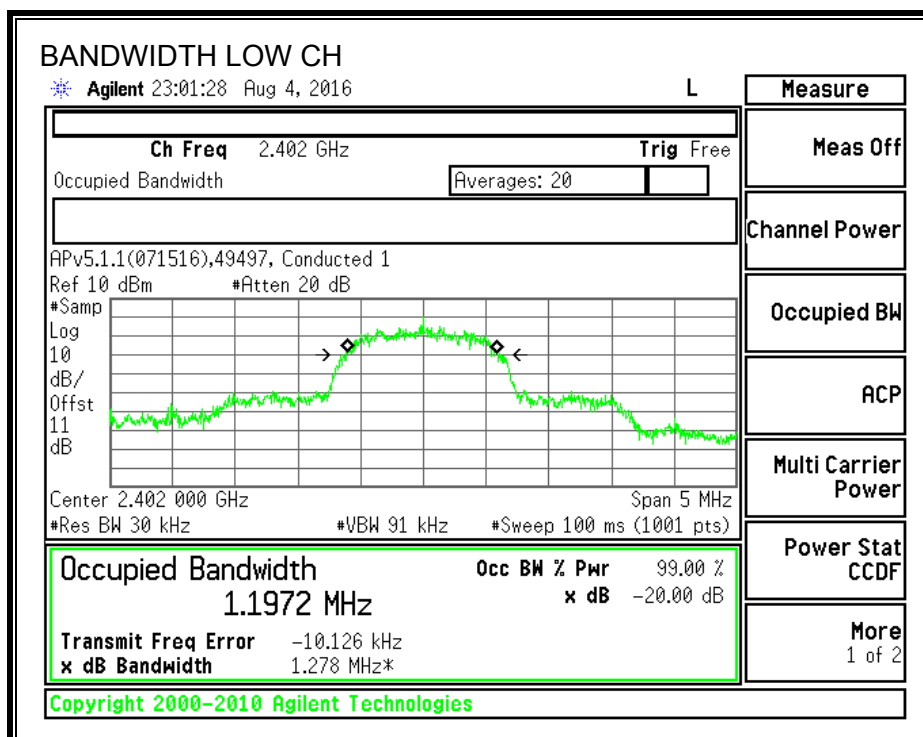 BANDWIDTH LOW CH
Agilent 23:01:28 Aug 4, 2016 L
Measure
Ch Freq 2.402 GHz Trig Free
Meas Off
Occupied Bandwidth Averages: 20
Channel Power
APv5.1.1(071516),49497, Conducted 1
Ref 10 dBm #Atten 20 dB
#Samp
Log
10
dB/
Offst
11
dB
Occupied BW
ACP
Multi Carrier
Power
Center 2.402 000 GHz Span 5 MHz
#Res BW 30 kHz #VBW 91 kHz #Sweep 100 ms (1001 pts)
Power Stat
CCDF
Occupied Bandwidth Occ BW % Pwr 99.00 %
1.1972 MHz x dB -20.00 dB
Transmit Freq Error -10.126 kHz
x dB Bandwidth 1.278 MHz*
More
1 of 2
Copyright 2000-2010 Agilent Technologies